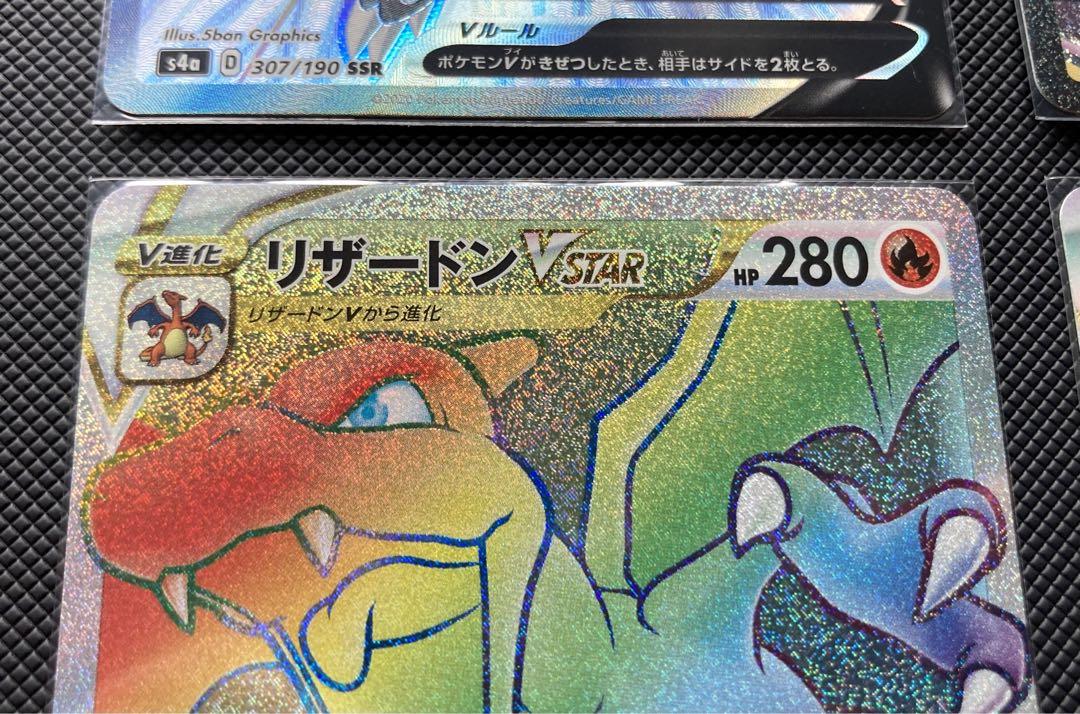 Illus.5ban Graphics
s4a D 307/190 SSR
Vルール
ポケモンVがきぜつしたとき、相手はサイドを2枚とる。
V進化
リザードンVSTAR
HP 280
リザードンVから進化